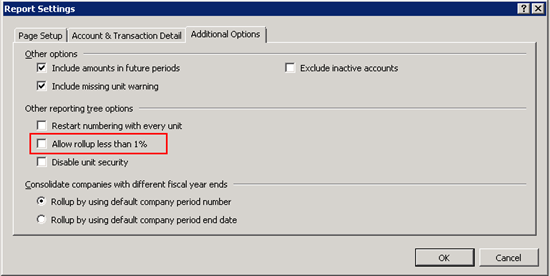 Report Settings
Page Setup
Account & Transaction Detail
Additional Options
Other options
Include amounts in future periods
Exclude inactive accounts
Include missing unit warning
Other reporting tree options
Restart numbering with every unit
Allow rollup less than 1%
Disable unit security
Consolidate companies with different fiscal year ends
Rollup by using default company period number
Rollup by using default company period end date
OK
Cancel